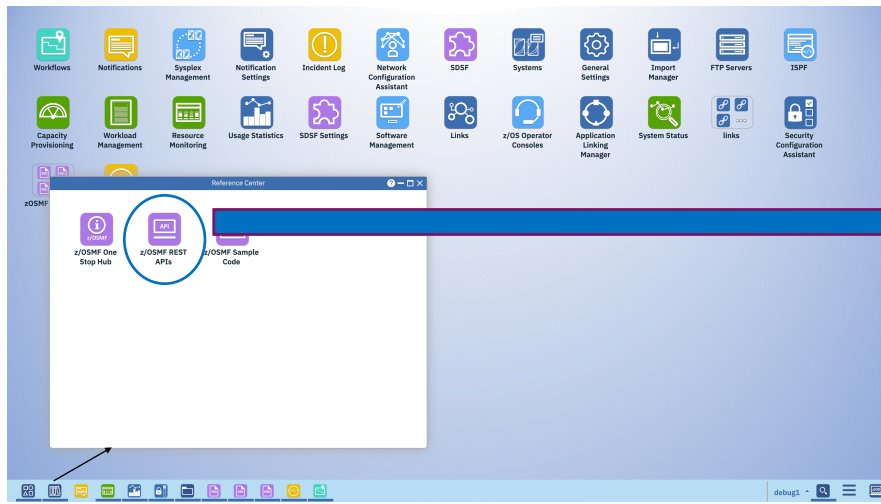 Workflows
Notifications
Sysplex
Management
Notification
Settings
Incident Log
Network
Configuration
Assistant
SDSF
Systems
General
Settings
Import
Manager
FTP Servers
ISPF
Capacity
Provisioning
Workload
Management
Resource
Monitoring
Usage Statistics
SDSF Settings
Software
Management
Links
z/OS Operator
Consoles
Application
Linking
Manager
System Status
links
Security
Configuration
Assistant
zOSMF
Reference Center
z/OSMF
API
z/OSMF One
Stop Hub
z/OSMF REST
APIs
z/OSMF Sample
Code
debug1